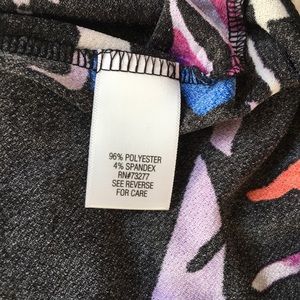 96% POLYESTER
4% SPANDEX
RN#73277
SEE REVERSE
FOR CARE